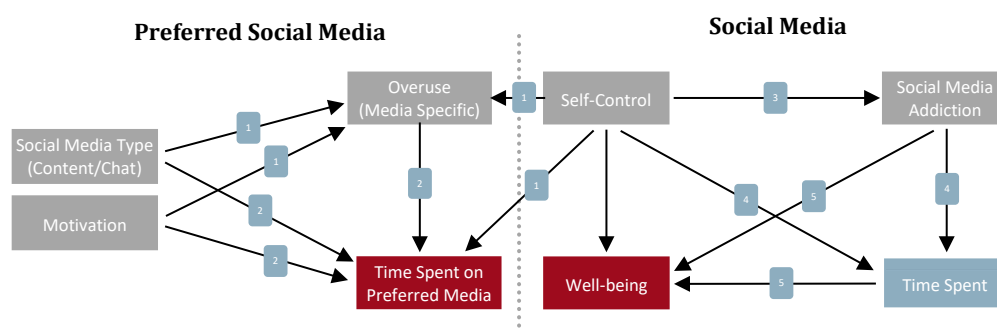 Preferred Social Media
Social Media
Overuse
(Media Specific)
1
Self-Control
3
Social Media
Addiction
1
Social Media Type
(Content/Chat)
1
2
1
5
4
Motivation
2
4
2
Time Spent on
Preferred Media
Well-being
5
Time Spent